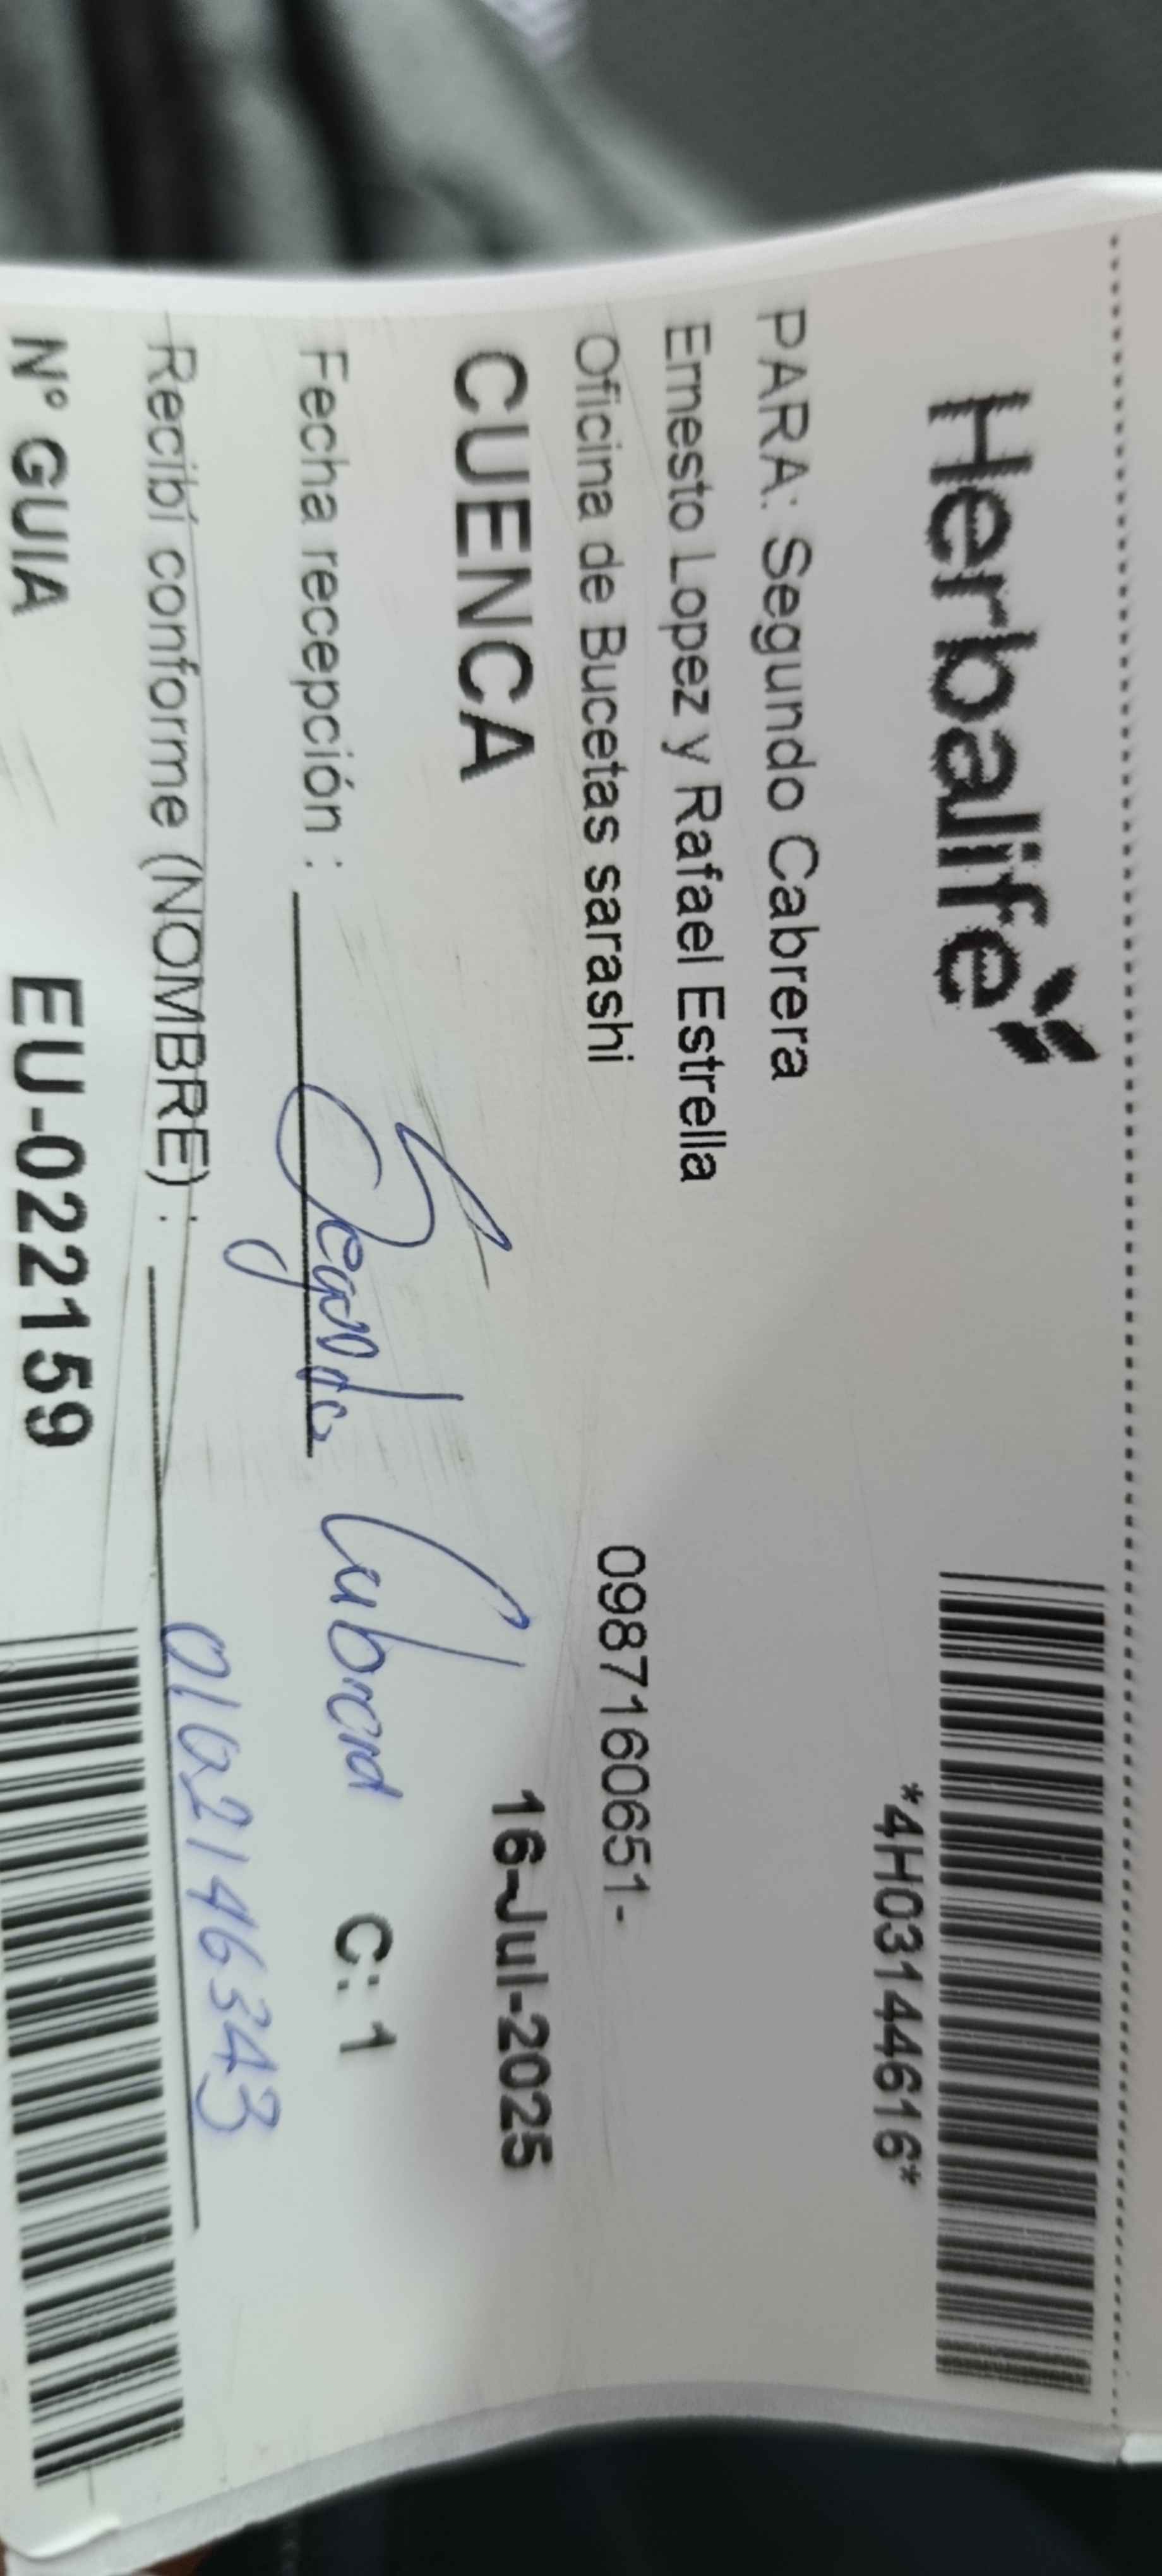 Herbalife
*4H03144616*
PARA: Segundo Cabrera
Ernesto Lopez y Rafael Estrella
Oficina de Bucetas sarashi
0987160651-
CUENCA
16-Jul-2025
Fecha recepción :
Segundo Cabrera
C: 1
Recibí conforme (NOMBRE) :
0102146343
N° GUIA
EU-022159